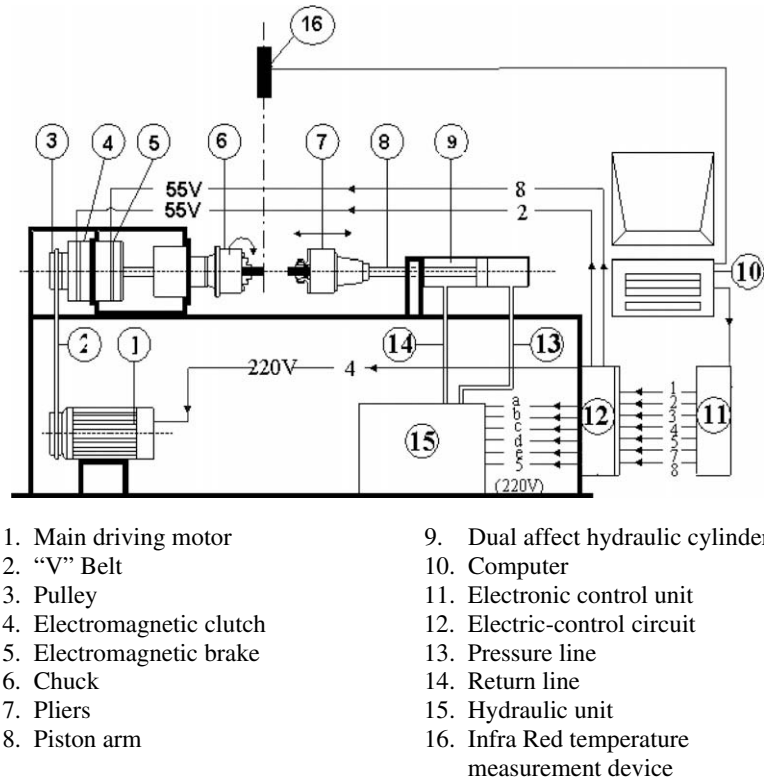 16
3 4 5 6 7 8 9
55V 8
55V 2
10
2 1 14 13
220V 4
1
a 2
b 3
c 12 4 11
15 d 5
e 7
5 8
(220V)
1. Main driving motor
2. “V” Belt
3. Pulley
4. Electromagnetic clutch
5. Electromagnetic brake
6. Chuck
7. Pliers
8. Piston arm
9. Dual affect hydraulic cylinder
10. Computer
11. Electronic control unit
12. Electric-control circuit
13. Pressure line
14. Return line
15. Hydraulic unit
16. Infra Red temperature
measurement device